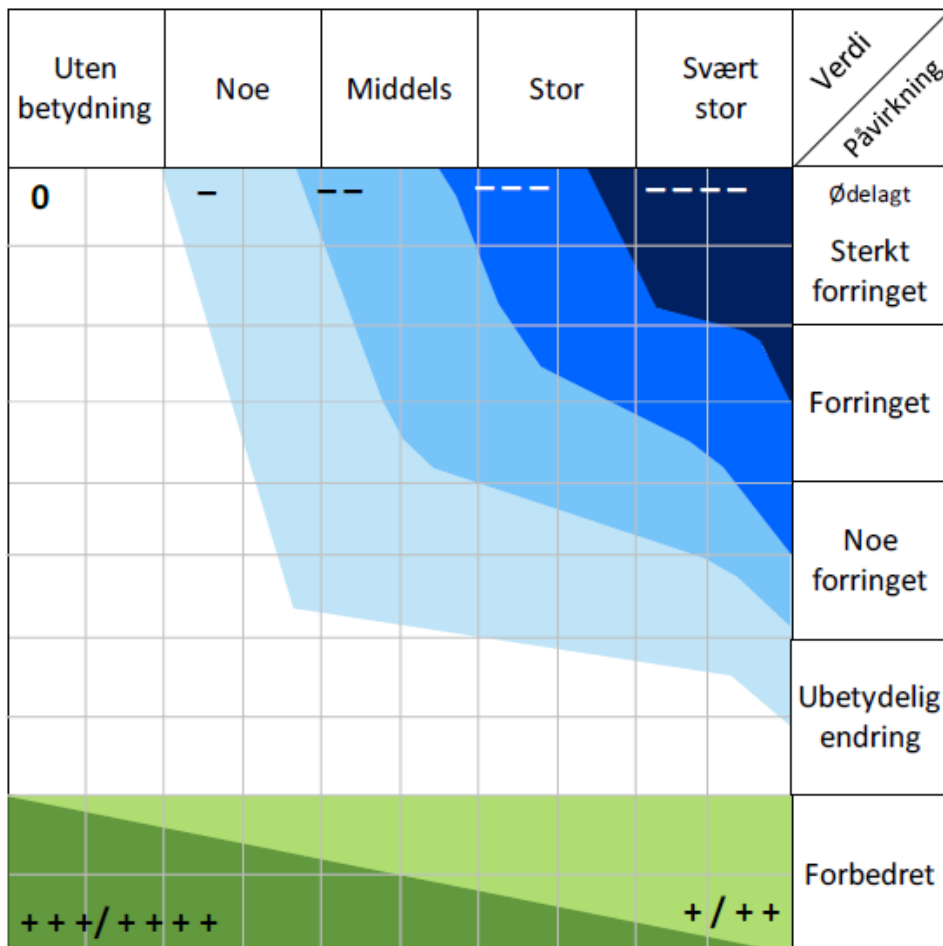 Uten
betydning
Noe
Middels
Stor
Svært
stor
Verdi
Påvirkning
0
–
– –
– – –
– – – –
Ødelagt
Sterkt
forringet
Forringet
Noe
forringet
Ubetydelig
endring
Forbedret
+ + +/+ + + +
+ / + +